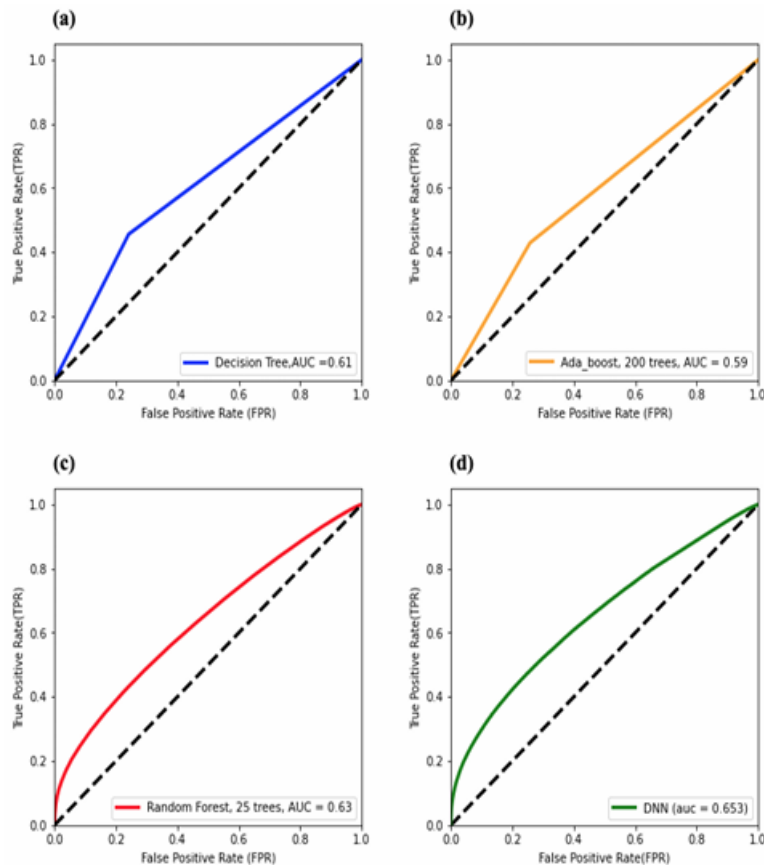 (a)
1.0
0.8
0.6
0.4
0.2
0.0
True Positive Rate(TPR)
Decision Tree,AUC =0.61
0.0 0.2 0.4 0.6 0.8 1.0
False Positive Rate (FPR)
(b)
1.0
0.8
0.6
0.4
0.2
0.0
True Positive Rate(TPR)
Ada_boost, 200 trees, AUC = 0.59
0.0 0.2 0.4 0.6 0.8 1.0
False Positive Rate (FPR)
(c)
1.0
0.8
0.6
0.4
0.2
0.0
True Positive Rate(TPR)
Random Forest, 25 trees, AUC = 0.63
0.0 0.2 0.4 0.6 0.8 1.0
False Positive Rate (FPR)
(d)
1.0
0.8
0.6
0.4
0.2
0.0
True Positive Rate(TPR)
DNN (auc = 0.653)
0.0 0.2 0.4 0.6 0.8 1.0
False Positive Rate(FPR)